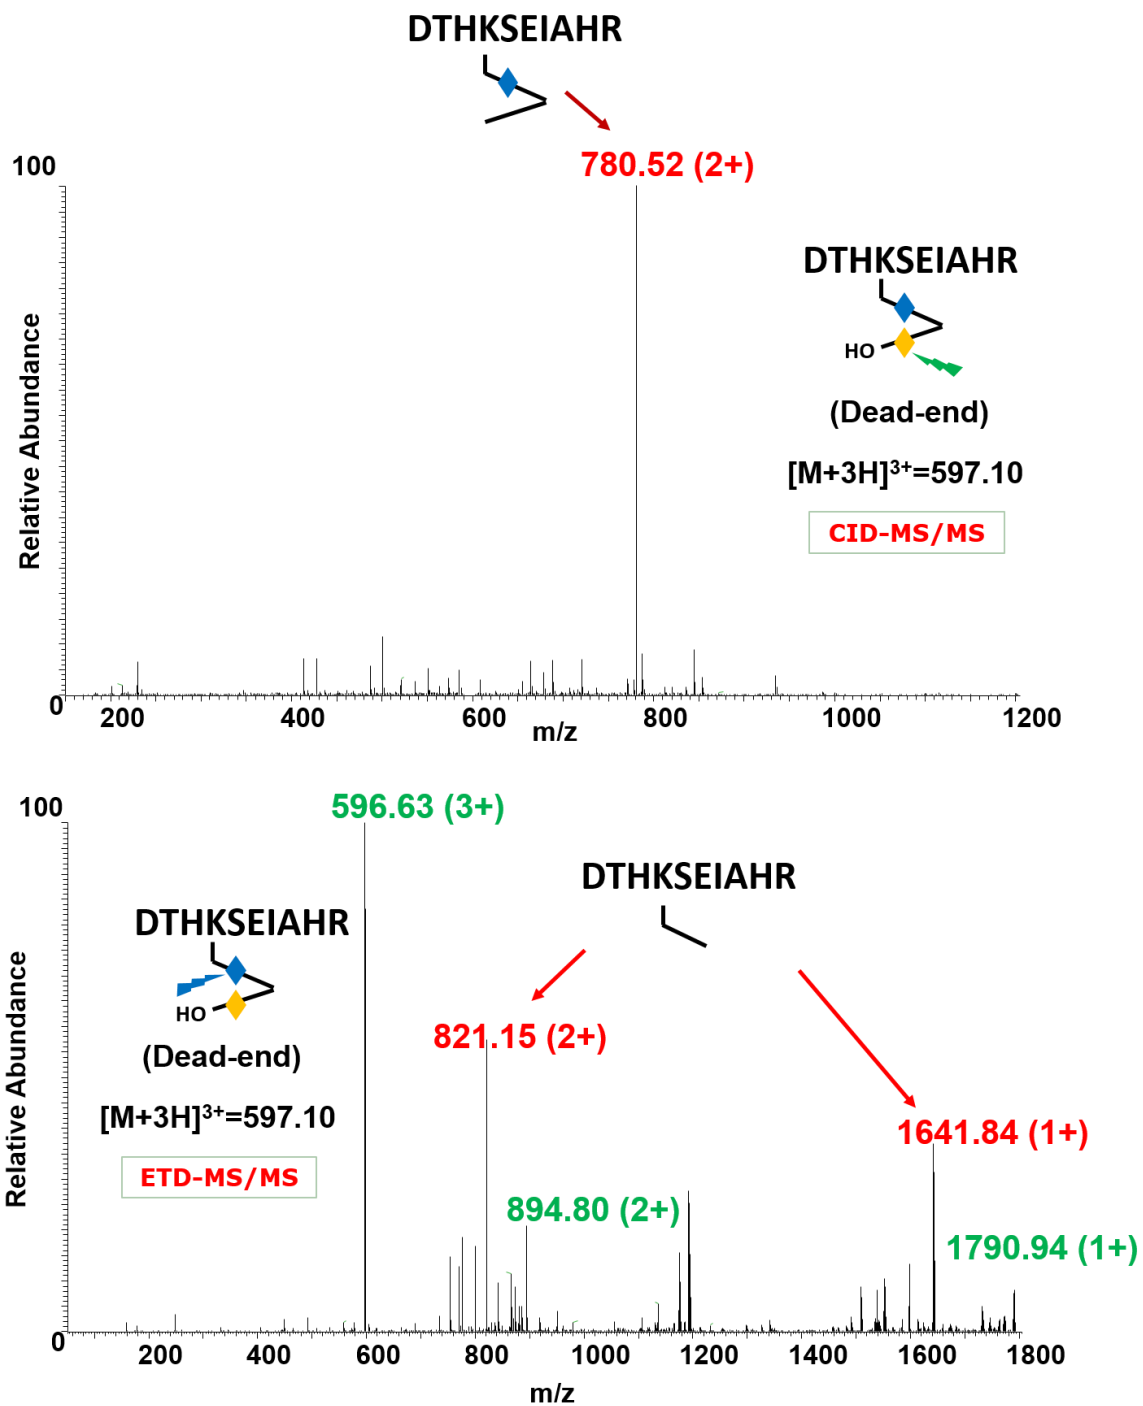 DTHKSEIAHR
780.52 (2+)
100
DTHKSEIAHR
HO
(Dead-end)
[M+3H]³⁺=597.10
CID-MS/MS
Relative Abundance
0
200 400 600 800 1000 1200
m/z
100
596.63 (3+)
DTHKSEIAHR
DTHKSEIAHR
HO
(Dead-end)
[M+3H]³⁺=597.10
ETD-MS/MS
821.15 (2+)
1641.84 (1+)
894.80 (2+)
1790.94 (1+)
Relative Abundance
0
200 400 600 800 1000 1200 1400 1600 1800
m/z